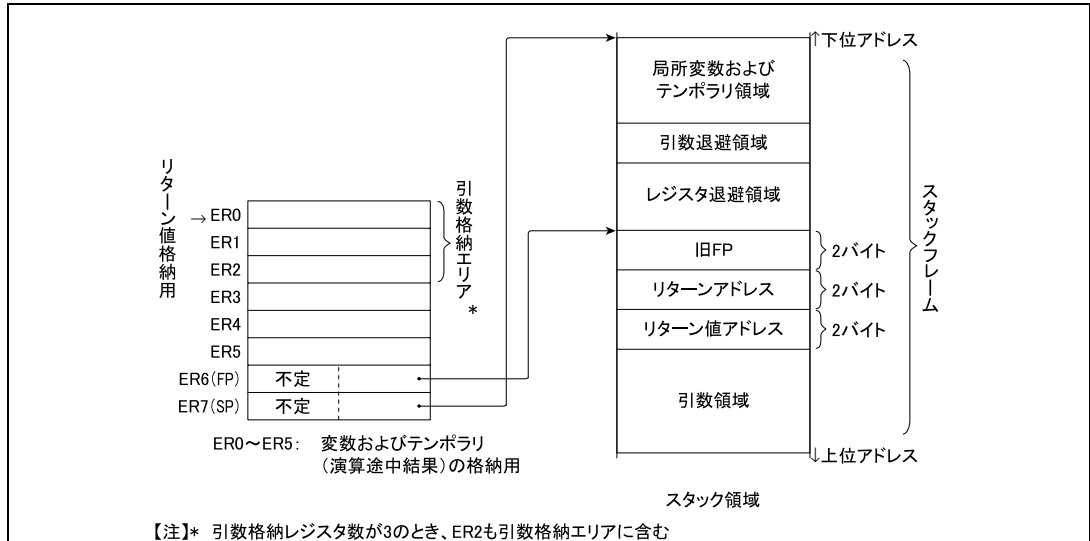 リターン値格納用
→ER0
ER1
ER2
ER3
ER4
ER5
ER6(FP) 不定
ER7(SP) 不定
引数格納エリア*
ER0～ER5: 変数およびテンポラリ
(演算途中結果)の格納用
↑下位アドレス
局所変数および
テンポラリ領域
引数退避領域
レジスタ退避領域
旧FP 2バイト
リターンアドレス 2バイト
リターン値アドレス 2バイト
引数領域
スタックフレーム
↓上位アドレス
スタック領域
【注】* 引数格納レジスタ数が3のとき、ER2も引数格納エリアに含む